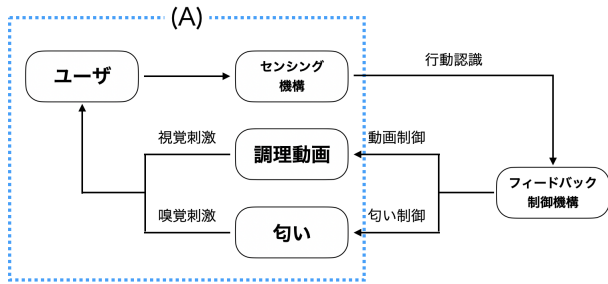 (A)
ユーザ
センシング
機構
行動認識
視覚刺激
調理動画
動画制御
フィードバック
制御機構
嗅覚刺激
匂い
匂い制御